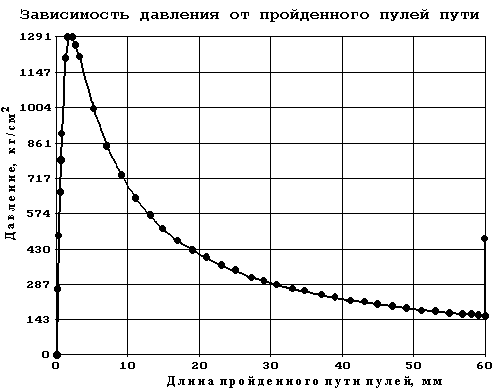 Зависимость давления от пройденного пулей пути
Давление, кг/см²
1291
1147
1004
861
717
574
430
287
143
0
0 10 20 30 40 50 60
Длина пройденного пути пулей, мм